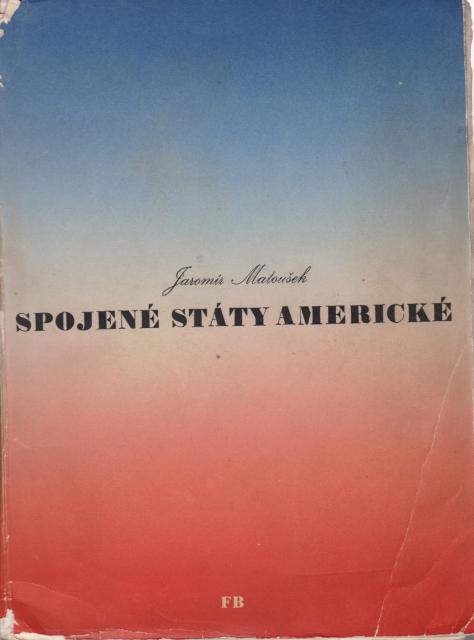 Jaromír Matoušek
SPOJENÉ STÁTY AMERICKÉ
FB